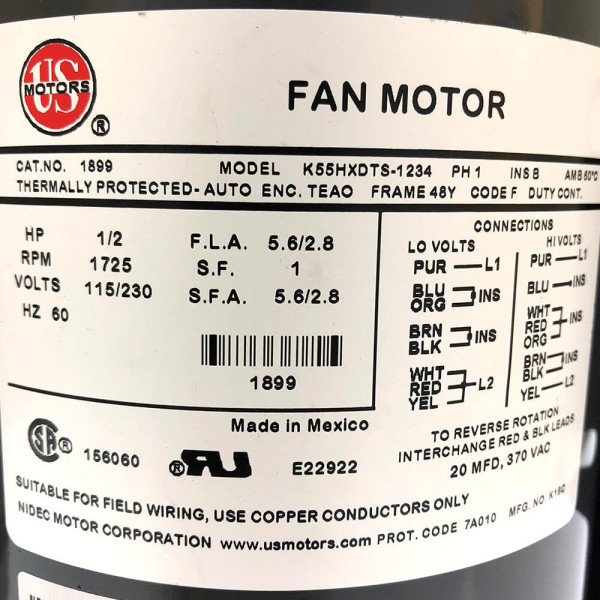 US
MOTORS
®
FAN MOTOR
CAT.NO. 1899 MODEL K55HXDTS-1234 PH 1 INS B AMB 60°C
THERMALLY PROTECTED- AUTO ENC. TEAO FRAME 48Y CODE F DUTY CONT.
HP 1/2
RPM 1725
VOLTS 115/230
HZ 60
F.L.A. 5.6/2.8
S.F. 1
S.F.A. 5.6/2.8
1899
CONNECTIONS
LO VOLTS
PUR L1
BLU
ORG INS
BRN
BLK INS
WHT
RED L2
YEL
HI VOLTS
PUR L1
BLU INS
WHT
RED INS
ORG
BRN INS
BLK
YEL L2
TO REVERSE ROTATION
INTERCHANGE RED & BLK LEADS
20 MFD, 370 VAC
Made in Mexico
SA ® 156060
® RU E22922
SUITABLE FOR FIELD WIRING, USE COPPER CONDUCTORS ONLY
NIDEC MOTOR CORPORATION www.usmotors.com PROT. CODE 7A010 MFG. NO.